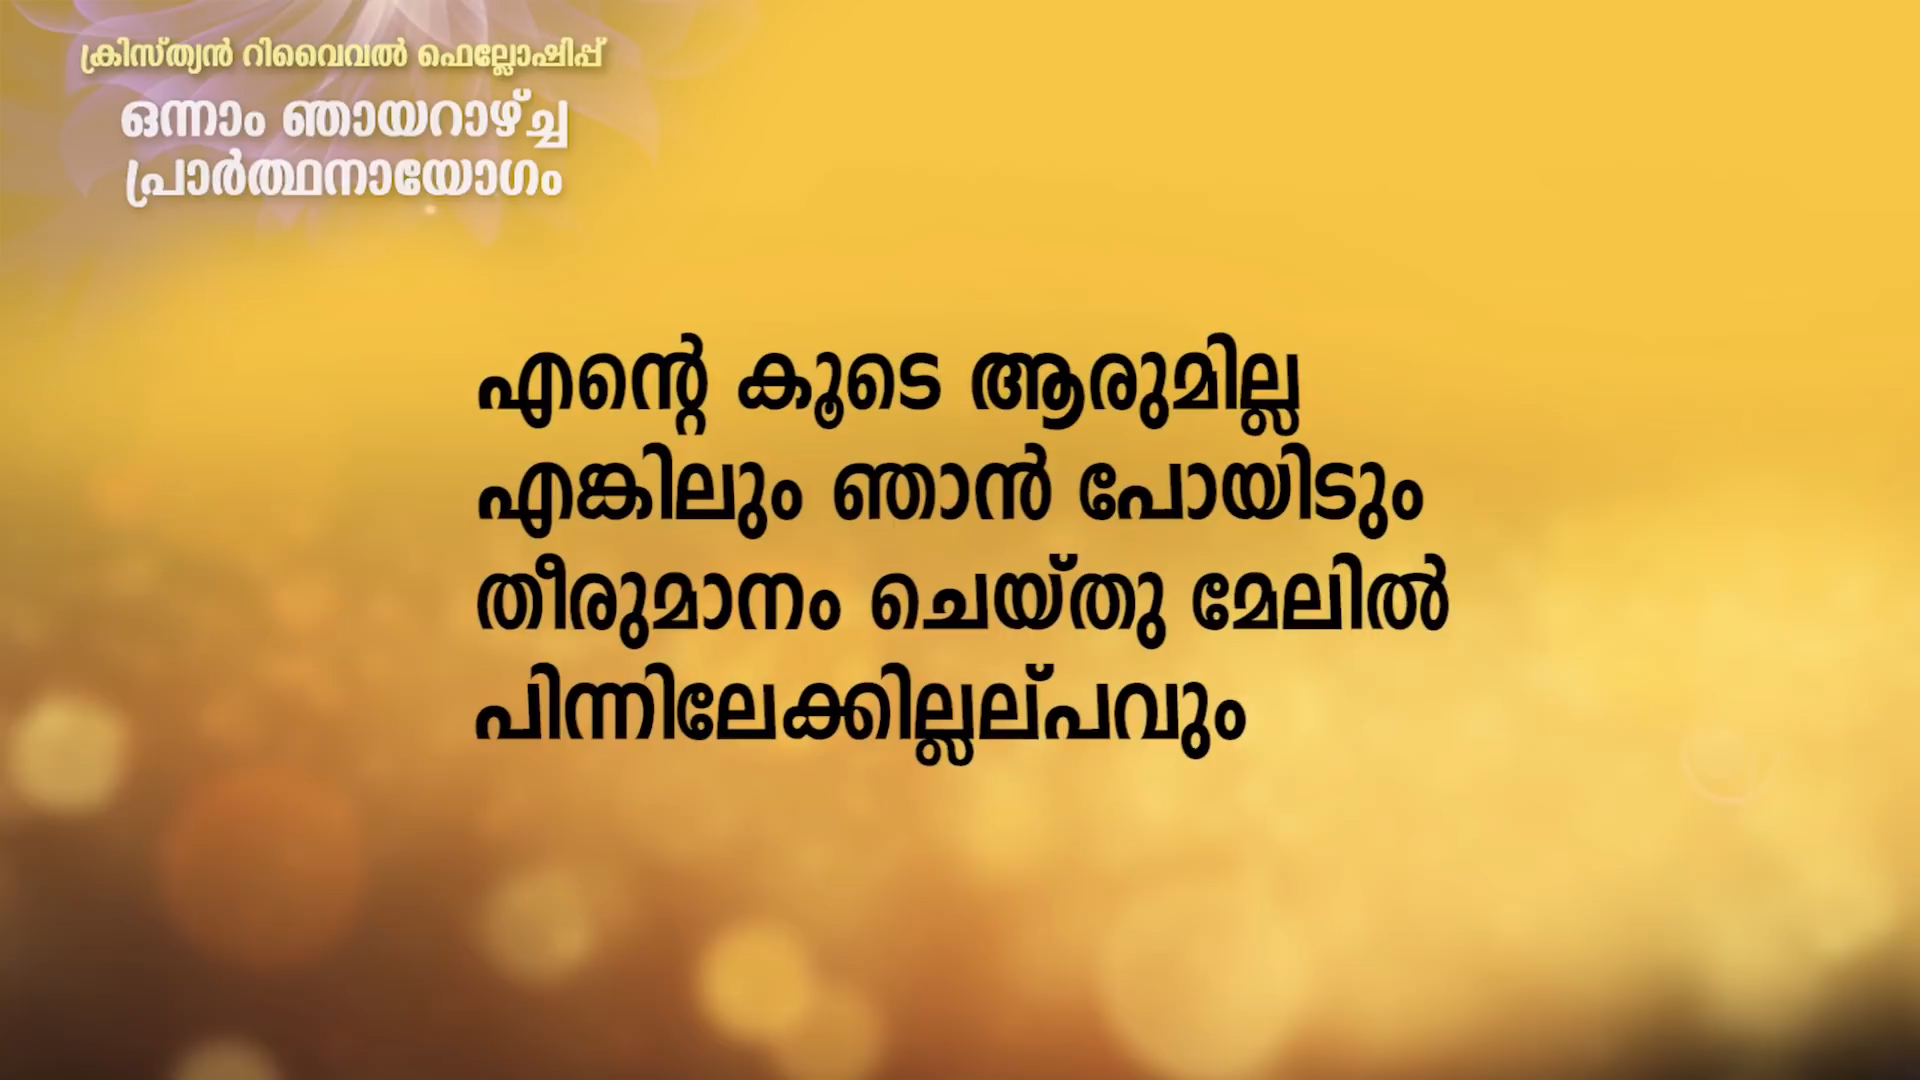 ക്രിസ്ത്യൻ റിവൈവൽ ഫെല്ലോഷിപ്പ്
ഒന്നാം ഞായറാഴ്ച്ച
പ്രാർത്ഥനായോഗം
എന്റെ കൂടെ ആരുമില്ല
എങ്കിലും ഞാൻ പോയിടും
തീരുമാനം ചെയ്തു മേലിൽ
പിന്നിലേക്കില്ലല്പവും